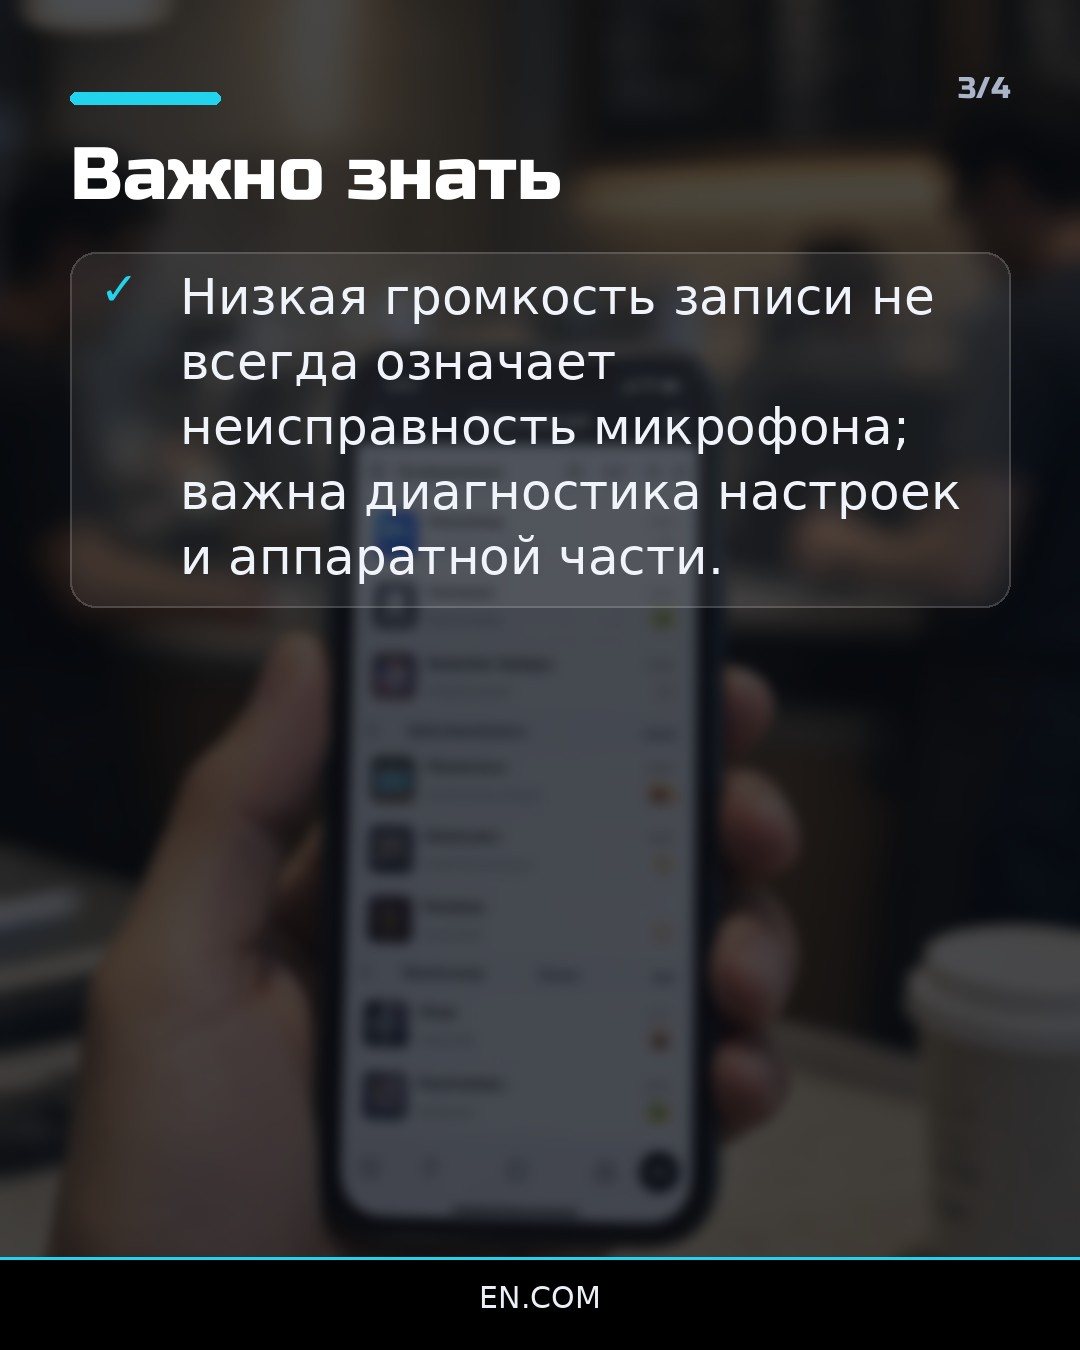 3/4
Важно знать
✓ Низкая громкость записи не
всегда означает
неисправность микрофона;
важна диагностика настроек
и аппаратной части.
EN.COM